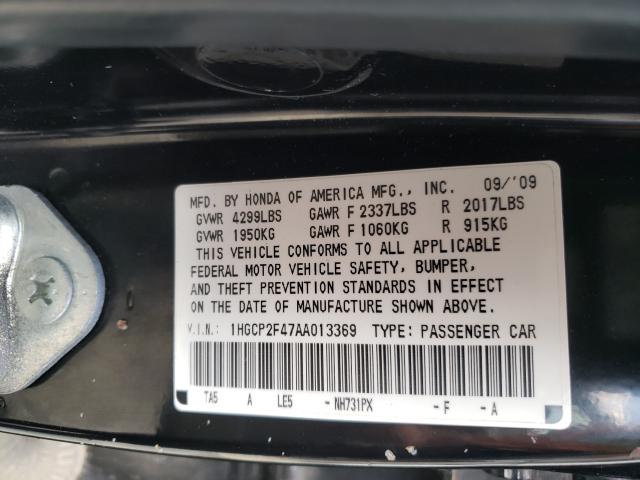 MFD. BY HONDA OF AMERICA MFG., INC. 09/'09
GVWR 4299LBS GAWR F 2337LBS R 2017LBS
GVWR 1950KG GAWR F 1060KG R 915KG
THIS VEHICLE CONFORMS TO ALL APPLICABLE
FEDERAL MOTOR VEHICLE SAFETY, BUMPER,
AND THEFT PREVENTION STANDARDS IN EFFECT
ON THE DATE OF MANUFACTURE SHOWN ABOVE.
V.I.N.: 1HGCP2F47AA013369 TYPE: PASSENGER CAR
TA5 A LE5 -NH731PX -F -A